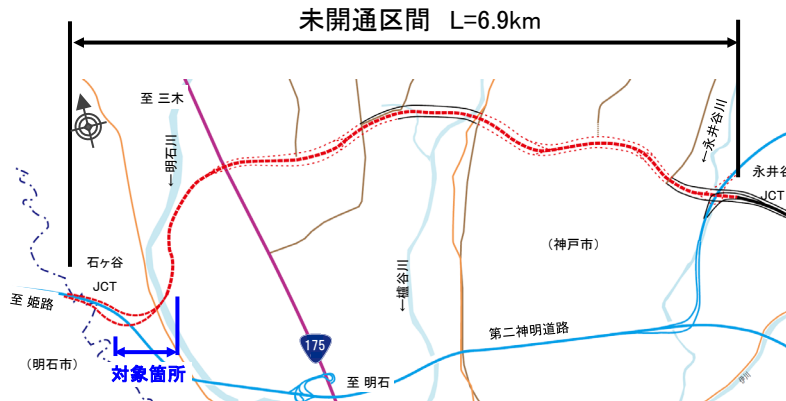 未開通区間 L=6.9km
至 三木
←明石川
←永井谷川
永井谷
JCT
(神戸市)
石ヶ谷
JCT
至 姫路
←櫨谷川
第二神明道路
175
(明石市)
対象箇所
至 明石
伊川